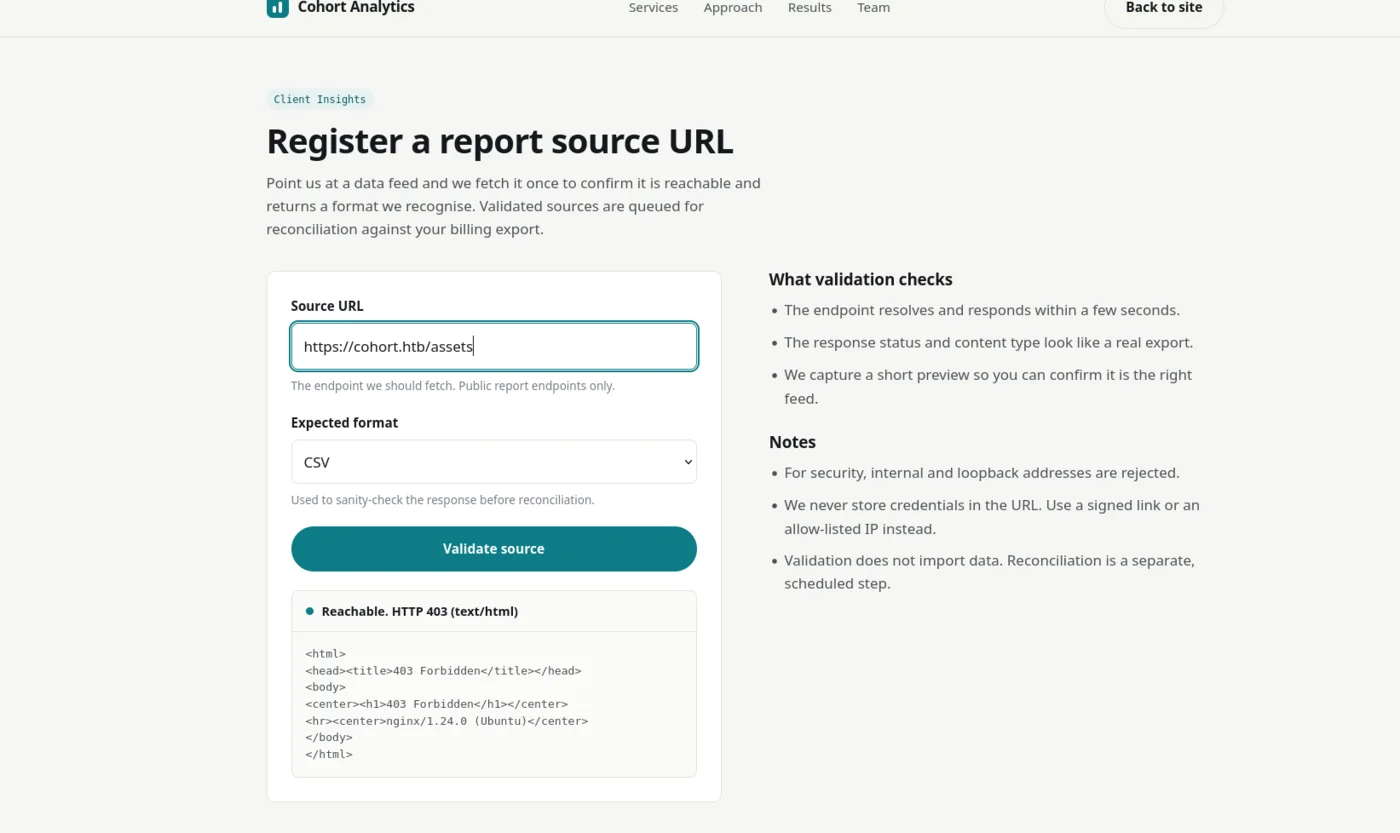 Cohort Analytics
Services
Approach
Results
Team
Back to site
Client Insights
Register a report source URL
Point us at a data feed and we fetch it once to confirm it is reachable and
returns a format we recognise. Validated sources are queued for
reconciliation against your billing export.
Source URL
https://cohort.htb/assets
The endpoint we should fetch. Public report endpoints only.
Expected format
CSV
Used to sanity-check the response before reconciliation.
Validate source
Reachable. HTTP 403 (text/html)
<html>
<head><title>403 Forbidden</title></head>
<body>
<center><h1>403 Forbidden</h1></center>
<hr><center>nginx/1.24.0 (Ubuntu)</center>
</body>
</html>
What validation checks
• The endpoint resolves and responds within a few seconds.
• The response status and content type look like a real export.
• We capture a short preview so you can confirm it is the right
feed.
Notes
• For security, internal and loopback addresses are rejected.
• We never store credentials in the URL. Use a signed link or an
allow-listed IP instead.
• Validation does not import data. Reconciliation is a separate,
scheduled step.